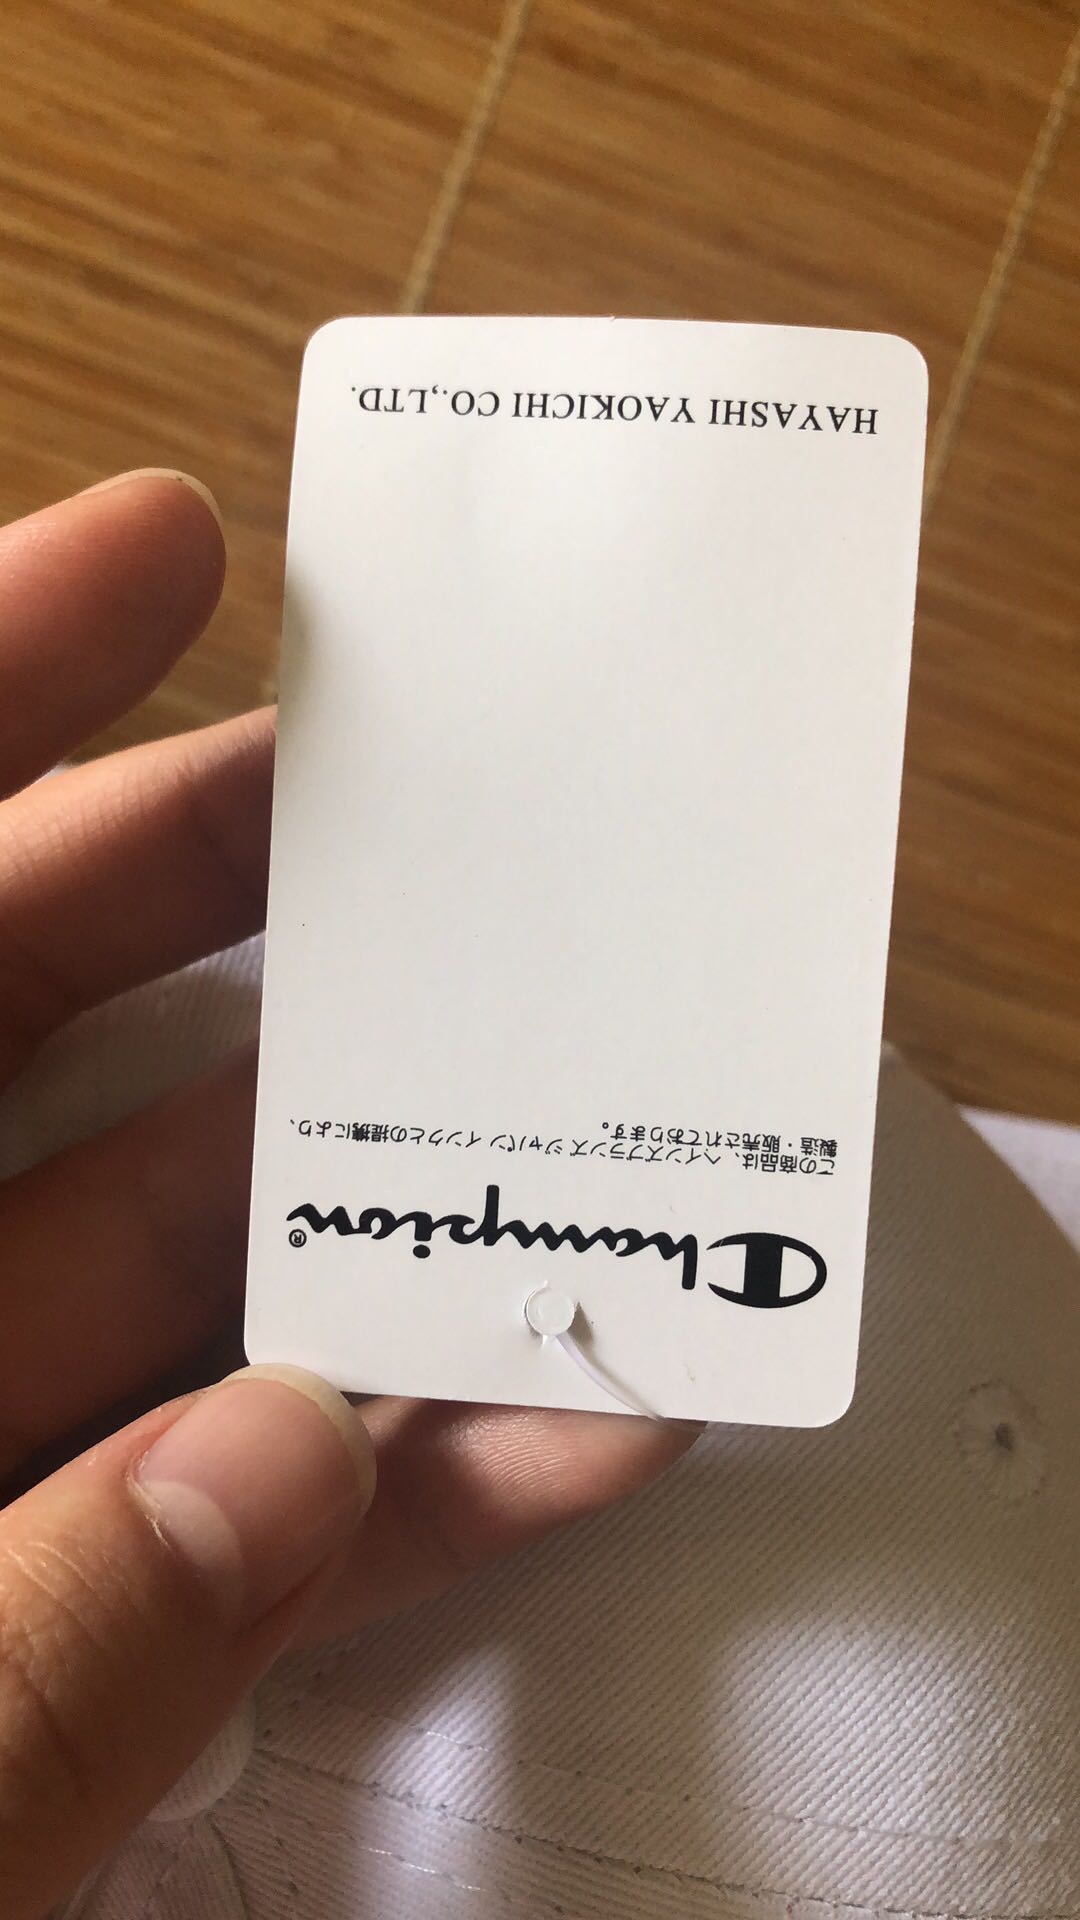 Champion®
この商品は、ヘインズブランズ ジャパン インクとの提携により、
製造・販売されております。
HAYASHI YAOKICHI CO.,LTD.